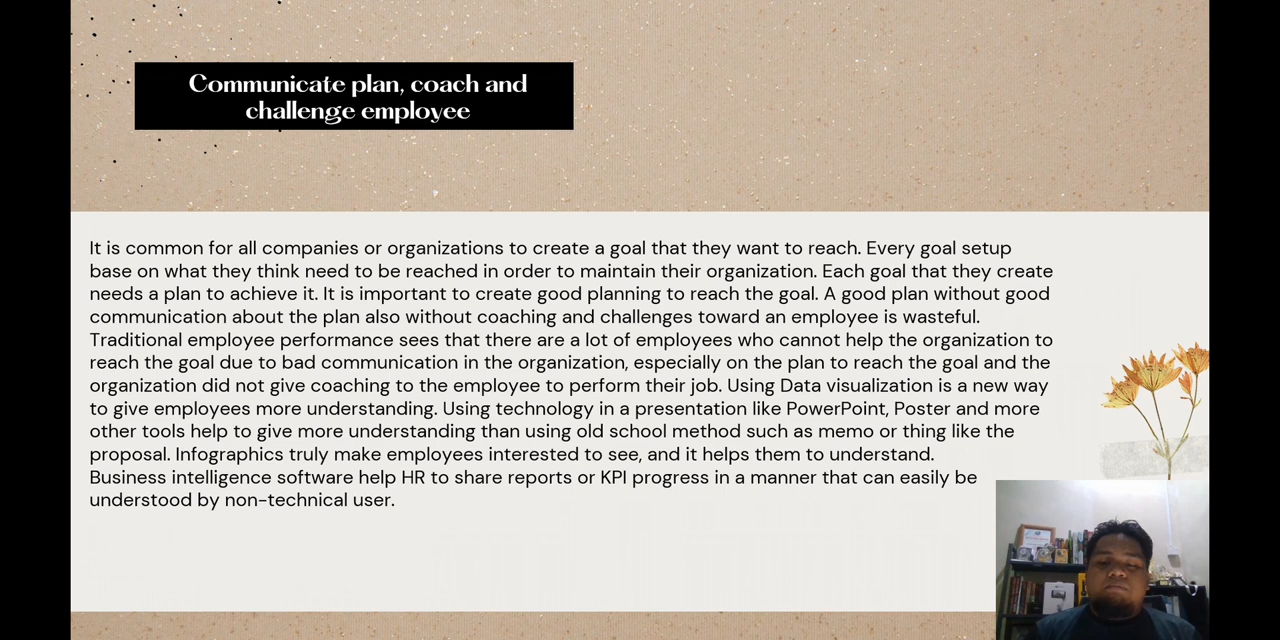 Communicate plan, coach and
challenge employee
It is common for all companies or organizations to create a goal that they want to reach. Every goal setup
base on what they think need to be reached in order to maintain their organization. Each goal that they create
needs a plan to achieve it. It is important to create good planning to reach the goal. A good plan without good
communication about the plan also without coaching and challenges toward an employee is wasteful.
Traditional employee performance sees that there are a lot of employees who cannot help the organization to
reach the goal due to bad communication in the organization, especially on the plan to reach the goal and the
organization did not give coaching to the employee to perform their job. Using Data visualization is a new way
to give employees more understanding. Using technology in a presentation like PowerPoint, Poster and more
other tools help to give more understanding than using old school method such as memo or thing like the
proposal. Infographics truly make employees interested to see, and it helps them to understand.
Business intelligence software help HR to share reports or KPI progress in a manner that can easily be
understood by non-technical user.